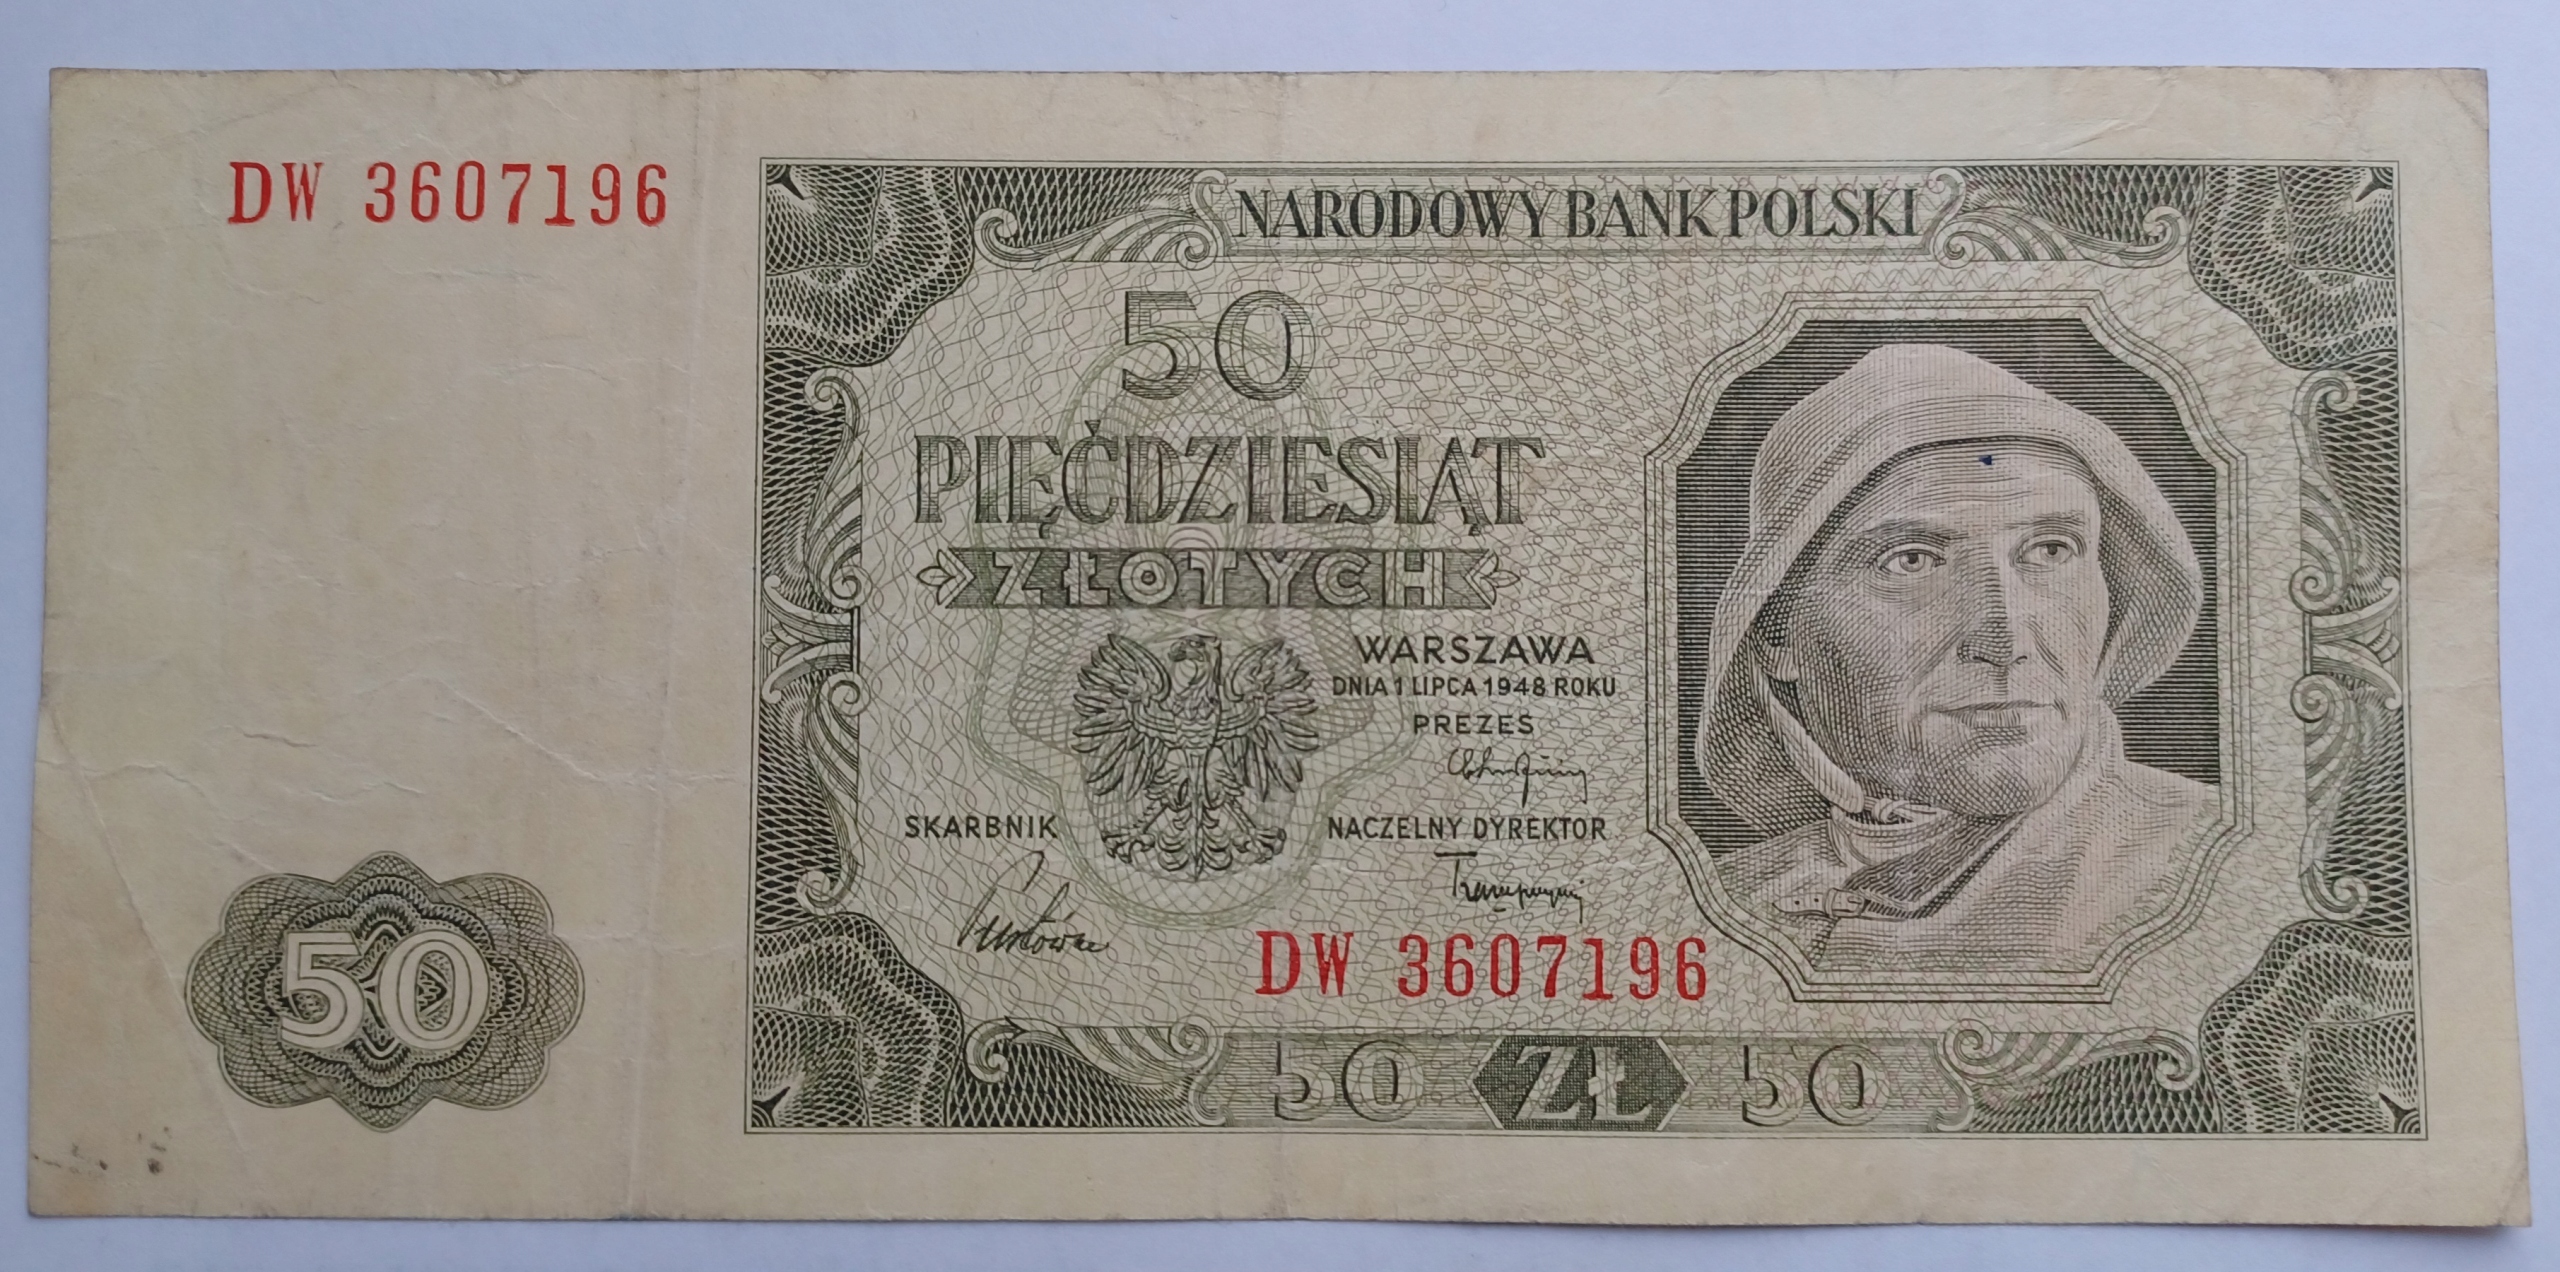 DW 3607196
NARODOWY BANK POLSKI
50
PIĘĆDZIESIĄT
ZŁOTYCH
WARSZAWA
DNIA 1 LIPCA 1948 ROKU
PREZES
SKARBNIK
NACZELNY DYREKTOR
DW 3607196
50
50 ZŁ 50